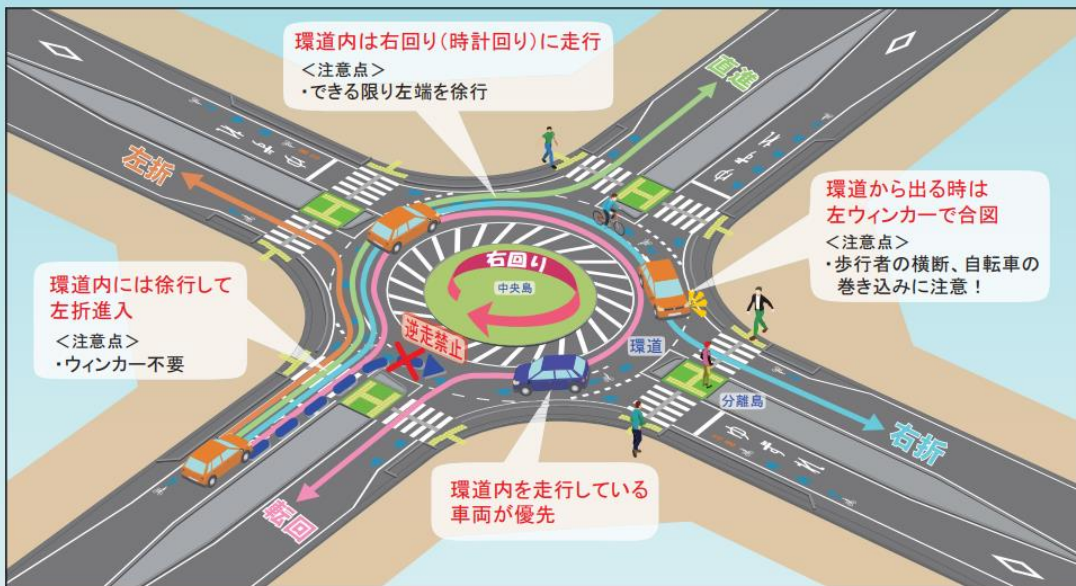 環道内は右回り(時計回り)に走行
<注意点>
・できる限り左端を徐行
直進
左折
環道から出る時は
左ウィンカーで合図
<注意点>
・歩行者の横断、自転車の
巻き込みに注意!
右回り
中央島
環道内には徐行して
左折進入
<注意点>
・ウィンカー不要
逆走禁止
環道
分離島
右折
環道内を走行している
車両が優先
転回